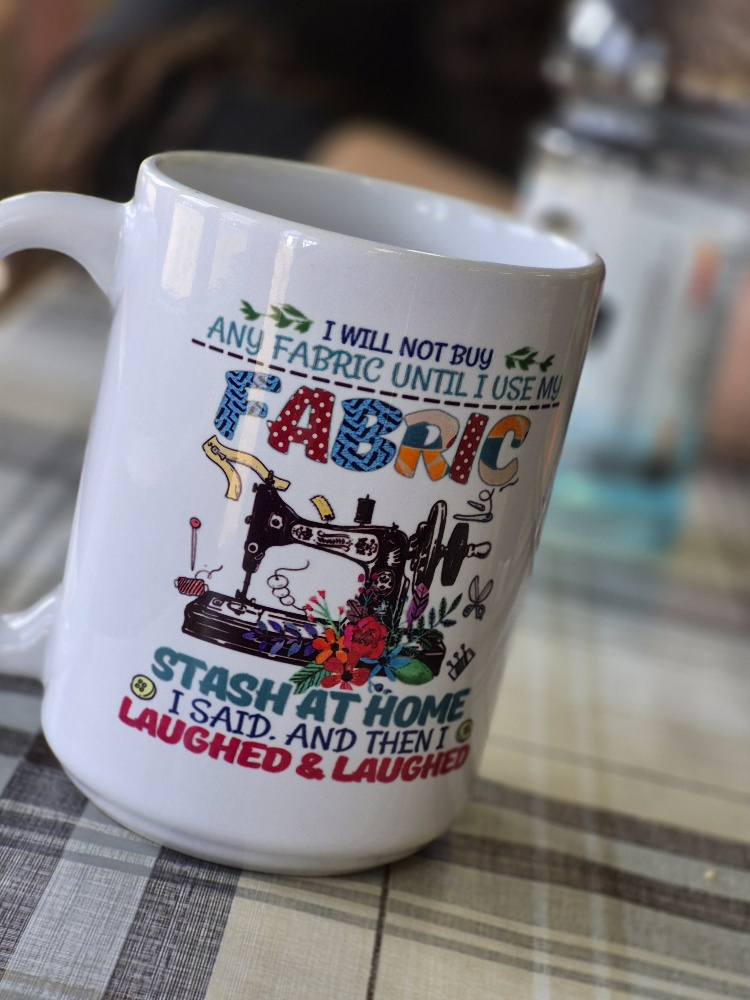 I WILL NOT BUY
ANY FABRIC UNTIL I USE MY
FABRIC
STASH AT HOME
I SAID. AND THEN I
LAUGHED & LAUGHED